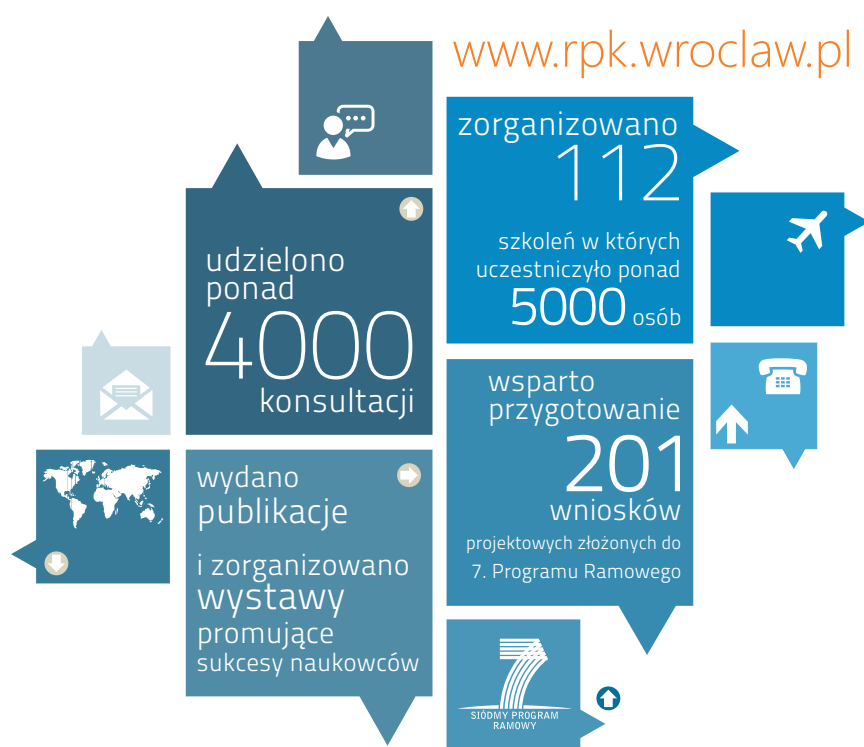 www.rpk.wroclaw.pl
zorganizowano
112
szkoleń w których
uczestniczyło ponad
5000 osób
udzielono
ponad
4000
konsultacji
wsparto
przygotowanie
201
wniosków
projektowych złożonych do
7. Programu Ramowego
wydano
publikacje
i zorganizowano
wystawy
promujące
sukcesy naukowców
7
SIÓDMY PROGRAM
RAMOWY